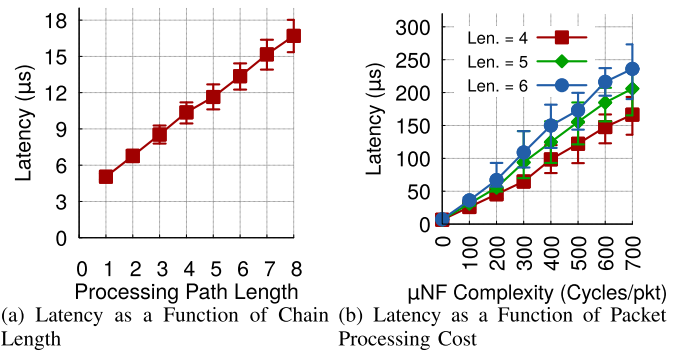 18
15
12
9
6
3
0
Latency (µs)
0 1 2 3 4 5 6 7 8
Processing Path Length
(a) Latency as a Function of Chain
Length
300
250
200
150
100
50
0
Latency (µs)
Len. = 4
Len. = 5
Len. = 6
0 100 200 300 400 500 600 700
µNF Complexity (Cycles/pkt)
(b) Latency as a Function of Packet
Processing Cost